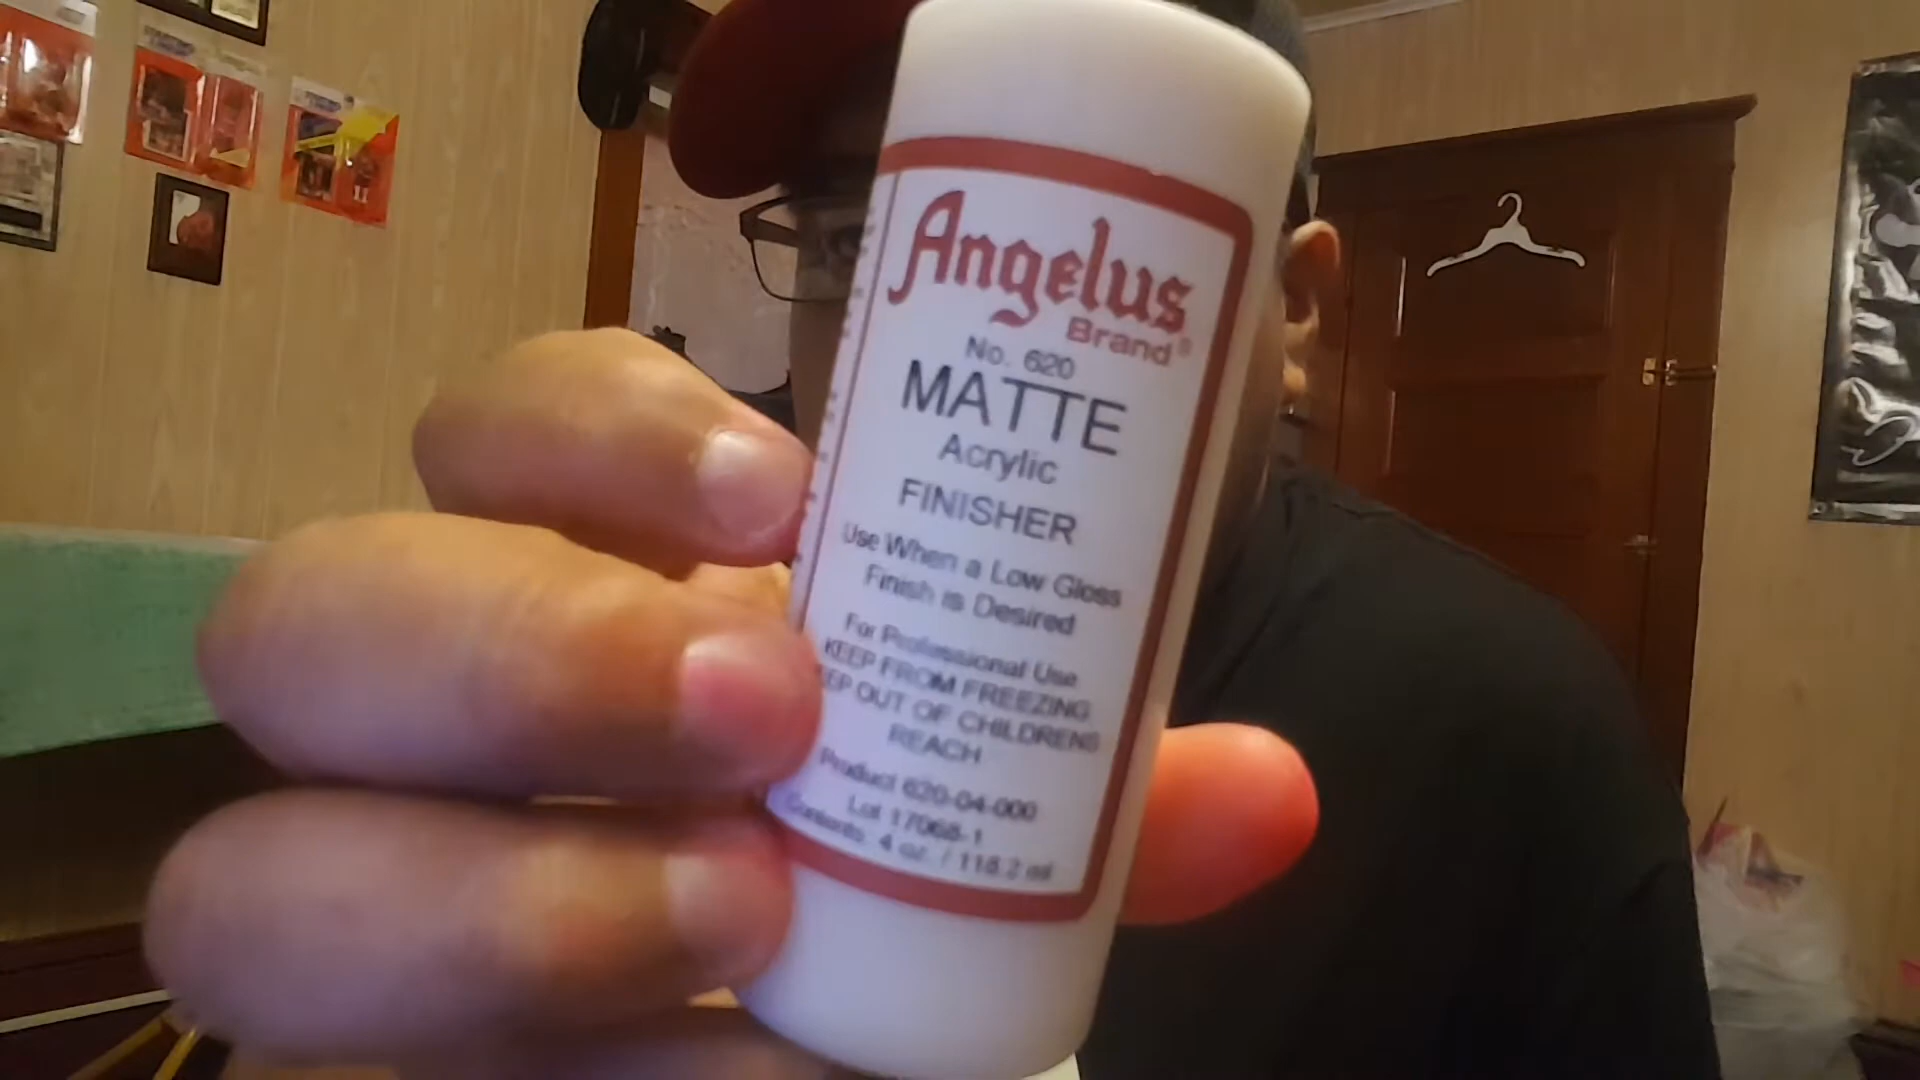 Angelus
Brand®
No. 620
MATTE
Acrylic
FINISHER
Use When a Low Gloss
Finish is Desired
For Professional Use
KEEP FROM FREEZING
EP OUT OF CHILDRENS
REACH
Product 620-04-000
Lot 17068-1
Contents: 4 oz. / 118.2 ml